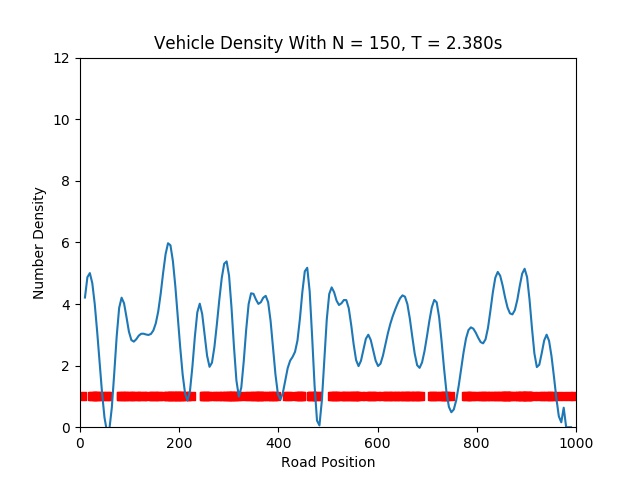 Vehicle Density With N = 150, T = 2.380s
12
10
8
6
4
2
0
Number Density
0 200 400 600 800 1000
Road Position